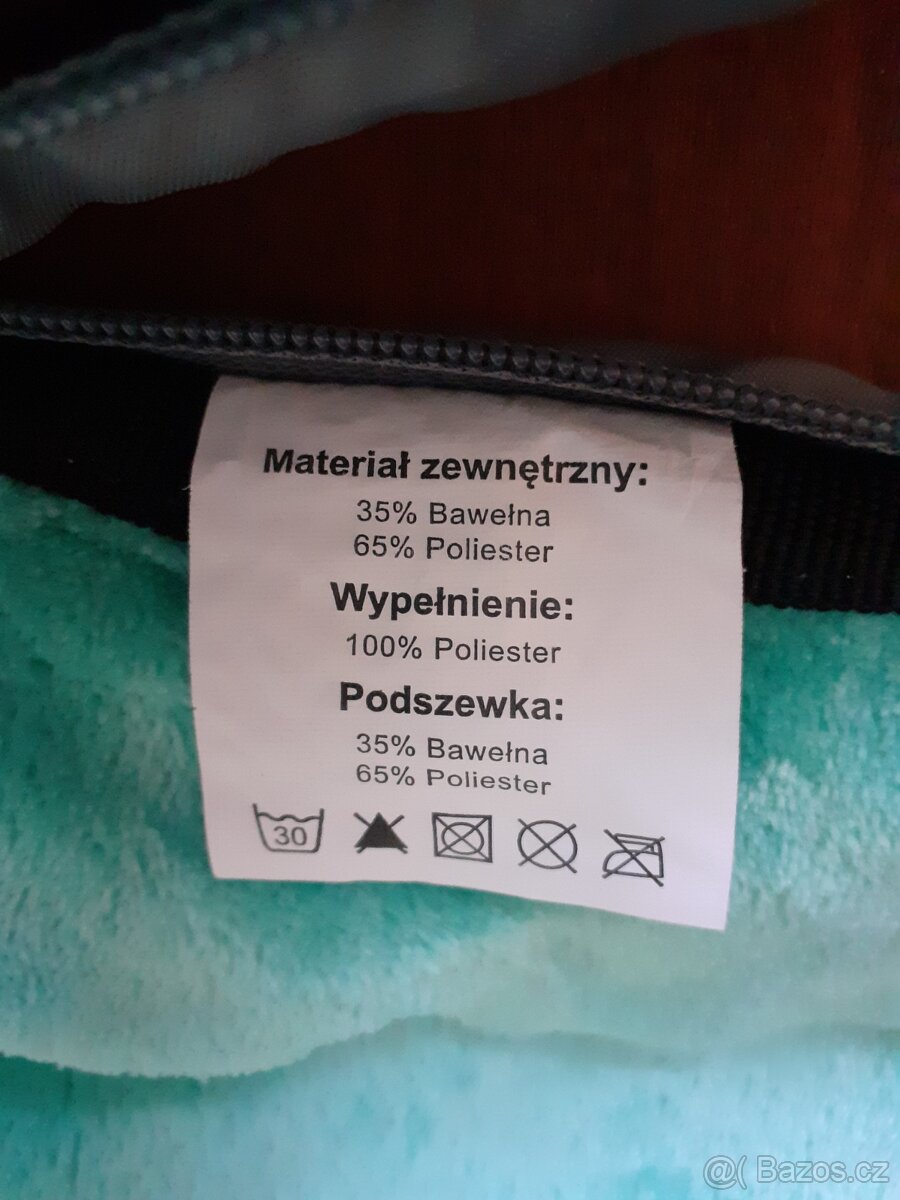 Materiał zewnętrzny:
35% Bawełna
65% Poliester
Wypełnienie:
100% Poliester
Podszewka:
35% Bawełna
65% Poliester
30
@( Bazos.cz